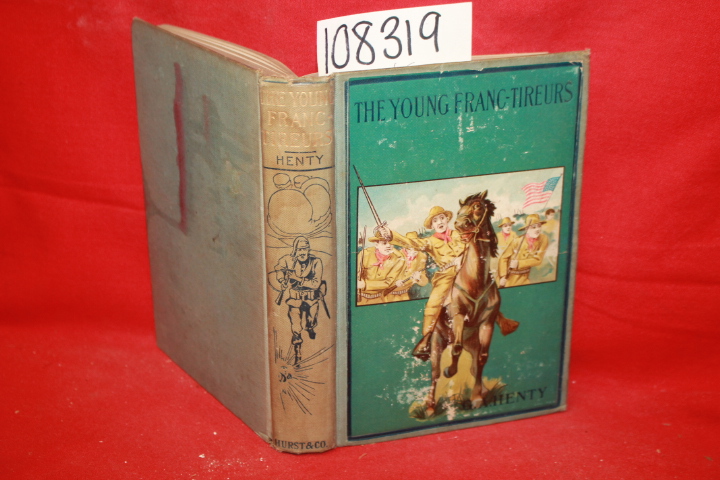 108319
THE YOUNG FRANC-TIREURS
G.A. HENTY
THE YOUNG
FRANC
TIREURS
HENTY
HURST & CO.